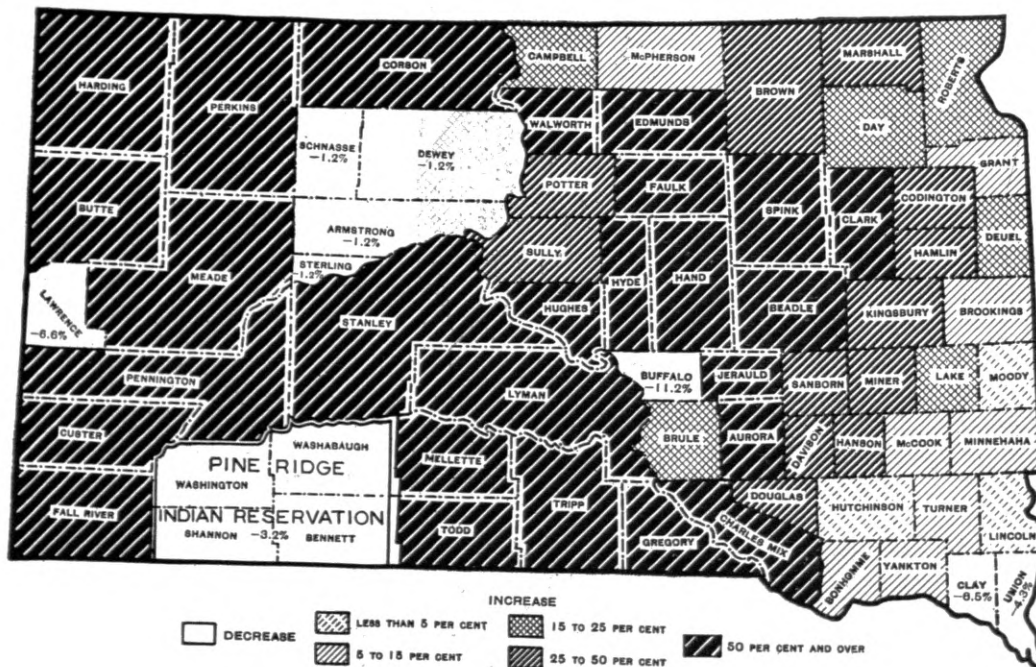 HARDING
PERKINS
CORSON
CAMPBELL
McPHERSON
BROWN
MARSHALL
ROBERTS
DAY
WALWORTH
EDMUNDS
SCHNASSE
-1.2%
DEWEY
-1.2%
GRANT
POTTER
FAULK
SPINK
CLARK
CODINGTON
BUTTE
MEADE
ARMSTRONG
-1.2%
STERLING
-1.2%
SULLY
HYDE
HAND
HAMLIN
DEUEL
LAWRENCE
-6.6%
STANLEY
HUGHES
BEADLE
KINGSBURY
BROOKINGS
PENNINGTON
LYMAN
BUFFALO
-11.2%
JERAULD
SANBORN
MINER
LAKE
MOODY
CUSTER
BRULE
AURORA
DAVISON
HANSON
McCOOK
MINNEHAHA
WASHABAUGH
PINE RIDGE
WASHINGTON
INDIAN RESERVATION
SHANNON
-3.2%
BENNETT
MELLETTE
FALL RIVER
TODD
TRIPP
GREGORY
CHARLES MIX
DOUGLAS
HUTCHINSON
TURNER
LINCOLN
BONHOMME
YANKTON
CLAY
-6.5%
UNION
-4.3%
INCREASE
DECREASE
LESS THAN 5 PER CENT
15 TO 25 PER CENT
50 PER CENT AND OVER
5 TO 15 PER CENT
25 TO 50 PER CENT